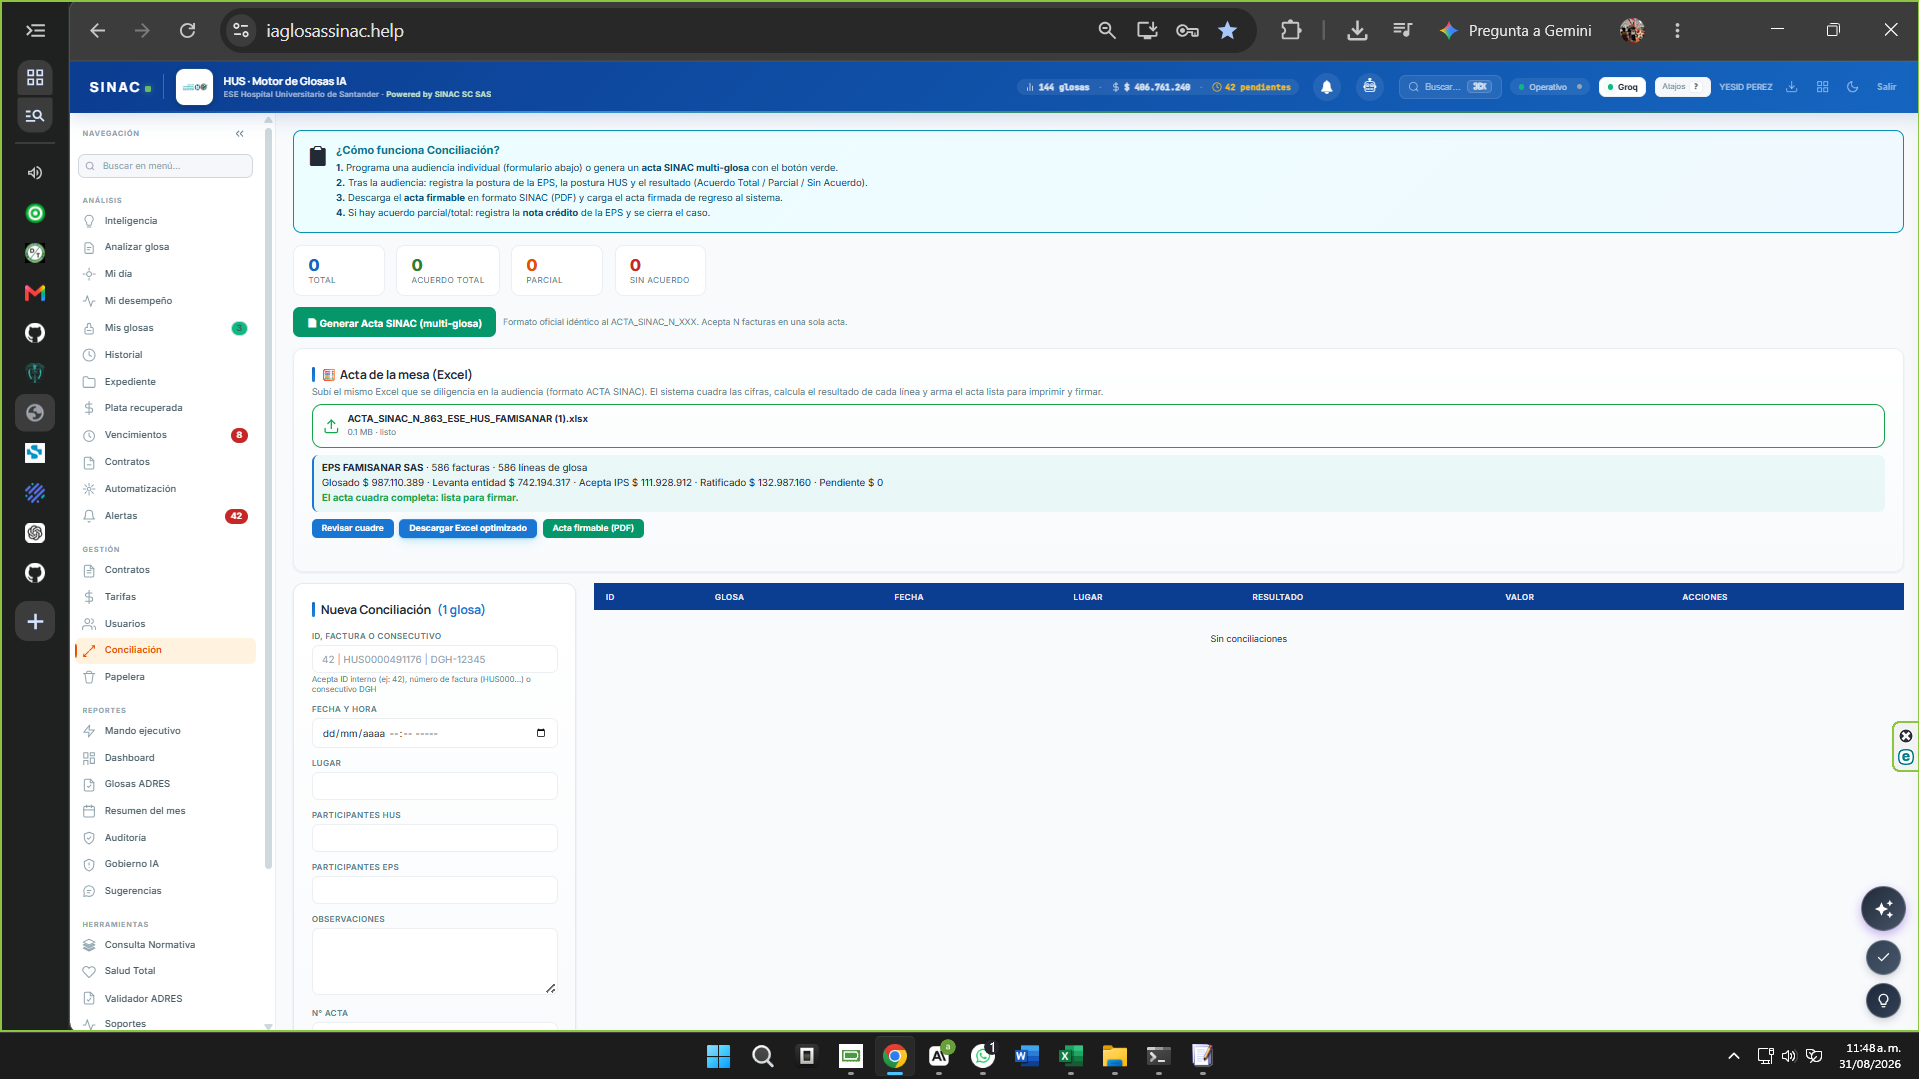 iaglosassinac.help
Pregunta a Gemini
SINAC
HUS · Motor de Glosas IA
ESE Hospital Universitario de Santander · Powered by SINAC SC SAS
144 glosas · $ $ 406.761.240 · 42 pendientes
Buscar...
Operativo
Groq
Atajos ?
YESID PEREZ
Salir
NAVEGACIÓN
Buscar en menú...
ANÁLISIS
Inteligencia
Analizar glosa
Mi día
Mi desempeño
Mis glosas 3
Historial
Expediente
Plata recuperada
Vencimientos 8
Contratos
Automatización
Alertas 42
GESTIÓN
Contratos
Tarifas
Usuarios
Conciliación
Papelera
REPORTES
Mando ejecutivo
Dashboard
Glosas ADRES
Resumen del mes
Auditoría
Gobierno IA
Sugerencias
HERRAMIENTAS
Consulta Normativa
Salud Total
Validador ADRES
Soportes
¿Cómo funciona Conciliación?
1. Programa una audiencia individual (formulario abajo) o genera un acta SINAC multi-glosa con el botón verde.
2. Tras la audiencia: registra la postura de la EPS, la postura HUS y el resultado (Acuerdo Total / Parcial / Sin Acuerdo).
3. Descarga el acta firmable en formato SINAC (PDF) y carga el acta firmada de regreso al sistema.
4. Si hay acuerdo parcial/total: registra la nota crédito de la EPS y se cierra el caso.
0
TOTAL
0
ACUERDO TOTAL
0
PARCIAL
0
SIN ACUERDO
Generar Acta SINAC (multi-glosa)
Formato oficial idéntico al ACTA_SINAC_N_XXX. Acepta N facturas en una sola acta.
Acta de la mesa (Excel)
Subí el mismo Excel que se diligencia en la audiencia (formato ACTA SINAC). El sistema cuadra las cifras, calcula el resultado de cada línea y arma el acta lista para imprimir y firmar.
ACTA_SINAC_N_863_ESE_HUS_FAMISANAR (1).xlsx
0.1 MB · listo
EPS FAMISANAR SAS · 586 facturas · 586 líneas de glosa
Glosado $ 987.110.389 · Levanta entidad $ 742.194.317 · Acepta IPS $ 111.928.912 · Ratificado $ 132.987.160 · Pendiente $ 0
El acta cuadra completa: lista para firmar.
Revisar cuadre
Descargar Excel optimizado
Acta firmable (PDF)
Nueva Conciliación (1 glosa)
ID, FACTURA O CONSECUTIVO
42 | HUS0000491176 | DGH-12345
Acepta ID interno (ej: 42), número de factura (HUS000...) o
consecutivo DGH
FECHA Y HORA
dd/mm/aaaa --:-- -----
LUGAR
PARTICIPANTES HUS
PARTICIPANTES EPS
OBSERVACIONES
N° ACTA
ID GLOSA FECHA LUGAR RESULTADO VALOR ACCIONES
Sin conciliaciones
11:48 a. m.
31/08/2026